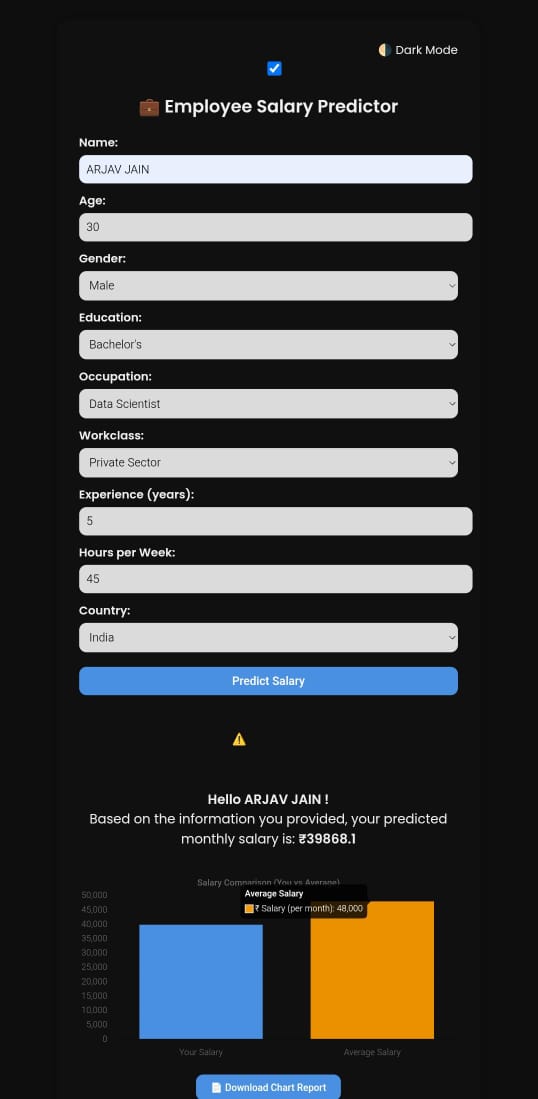 🌗 Dark Mode
💼 Employee Salary Predictor
Name:
ARJAV JAIN
Age:
30
Gender:
Male
Education:
Bachelor's
Occupation:
Data Scientist
Workclass:
Private Sector
Experience (years):
5
Hours per Week:
45
Country:
India
Predict Salary
⚠️
Hello ARJAV JAIN !
Based on the information you provided, your predicted
monthly salary is: ₹39868.1
Salary Comparison (You vs Average)
Average Salary
₹ Salary (per month): 48,000
50,000
45,000
40,000
35,000
30,000
25,000
20,000
15,000
10,000
5,000
0
Your Salary
Average Salary
📄 Download Chart Report